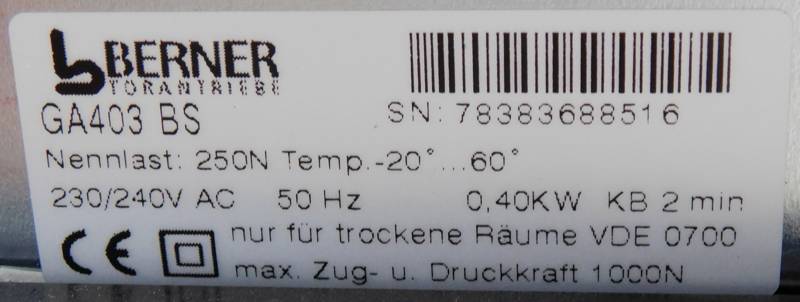 BERNER
TORANTRIEBE
GA403 BS
SN: 78383688516
Nennlast: 250N Temp.-20°...60°
230/240V AC 50 Hz 0,40KW KB 2 min
CE nur für trockene Räume VDE 0700
max. Zug- u. Druckkraft 1000N